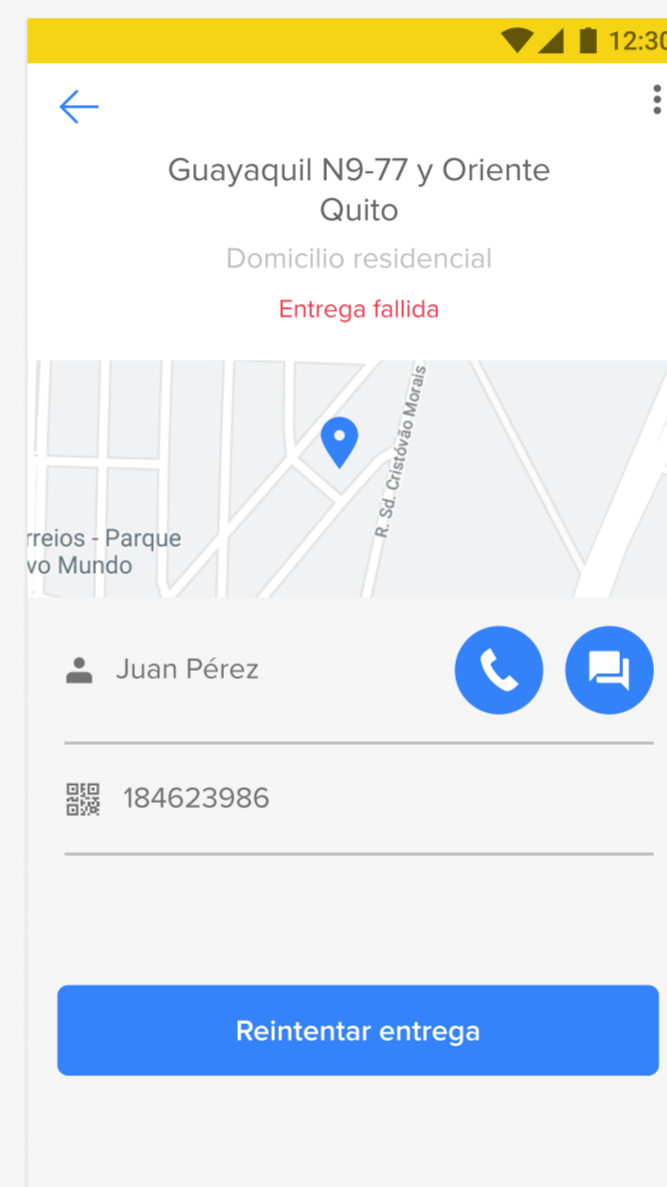 12:30
Guayaquil N9-77 y Oriente
Quito
Domicilio residencial
Entrega fallida
R. Sd. Cristóvão Morais
rreios - Parque
vo Mundo
Juan Pérez
184623986
Reintentar entrega